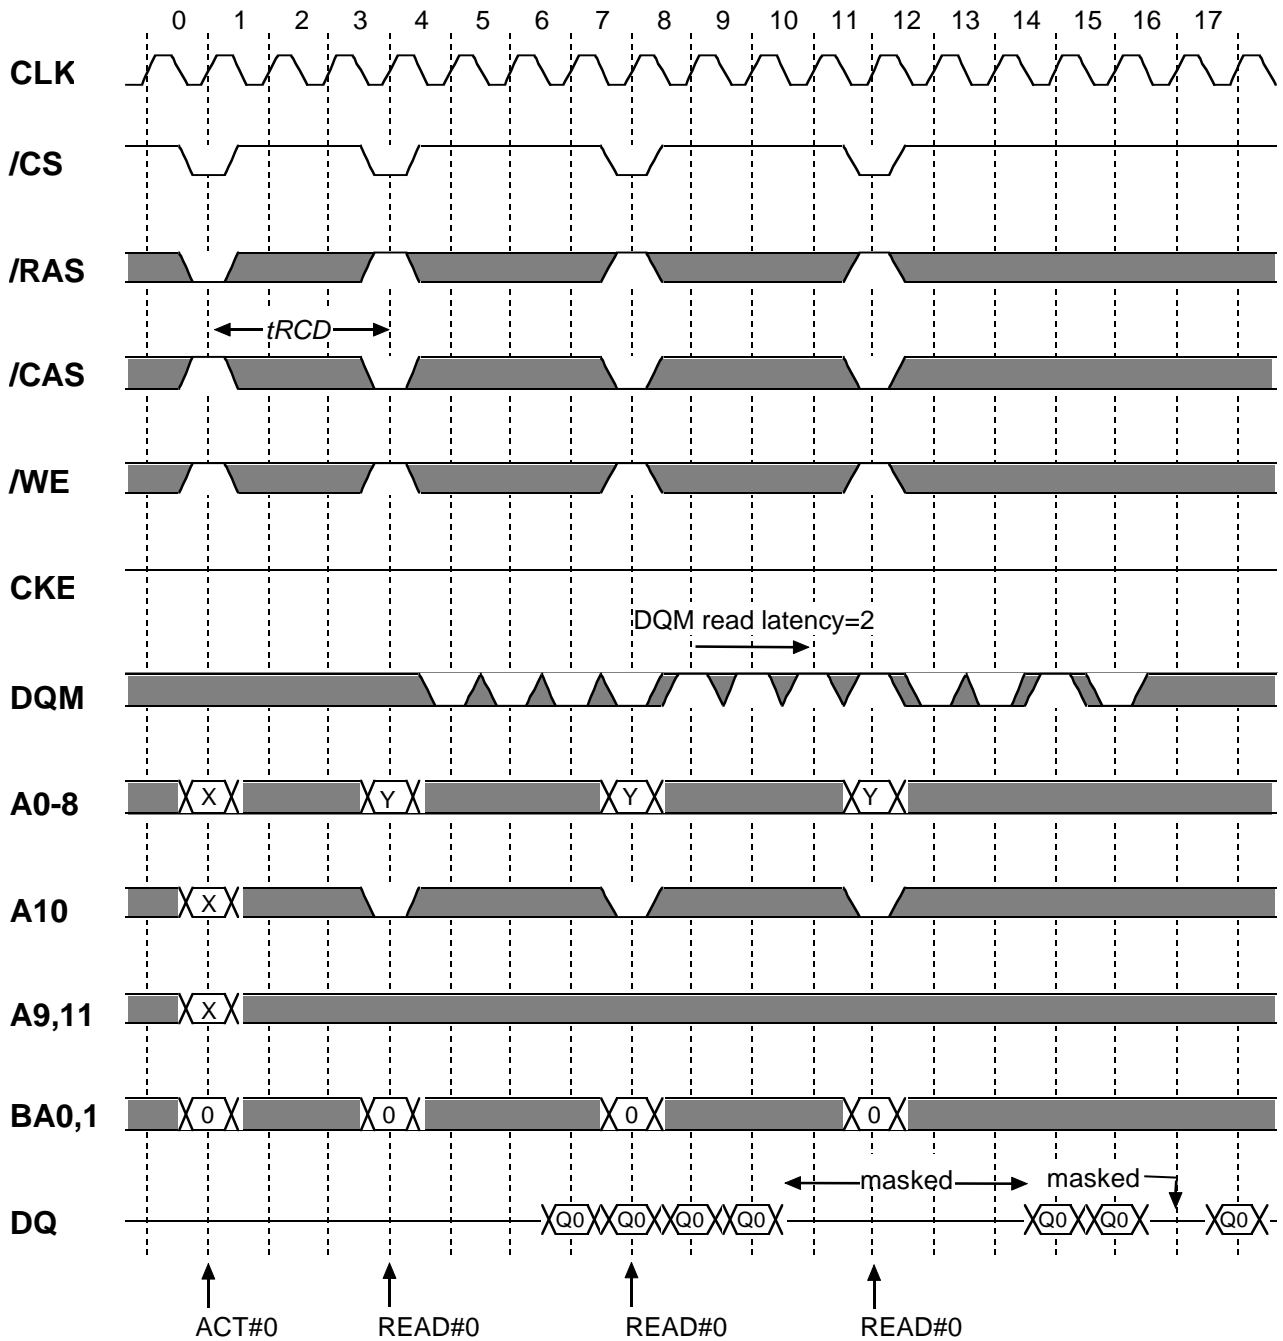 0 1 2 3 4 5 6 7 8 9 10 11 12 13 14 15 16 17
CLK
/CS
/RAS
tRCD
/CAS
/WE
CKE
DQM read latency=2
DQM
A0-8 X Y Y Y
A10 X
A9,11 X
BA0,1 0 0 0 0
masked masked
DQ Q0 Q0 Q0 Q0 Q0 Q0 Q0
ACT#0 READ#0 READ#0 READ#0